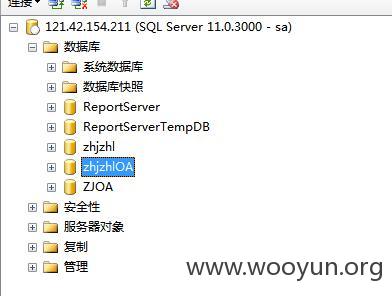 连接
121.42.154.211 (SQL Server 11.0.3000 - sa)
数据库
系统数据库
数据库快照
ReportServer
ReportServerTempDB
zhjzhl
zhjzhlOA
ZJOA
安全性
服务器对象
复制
管理
www.wooyun.org